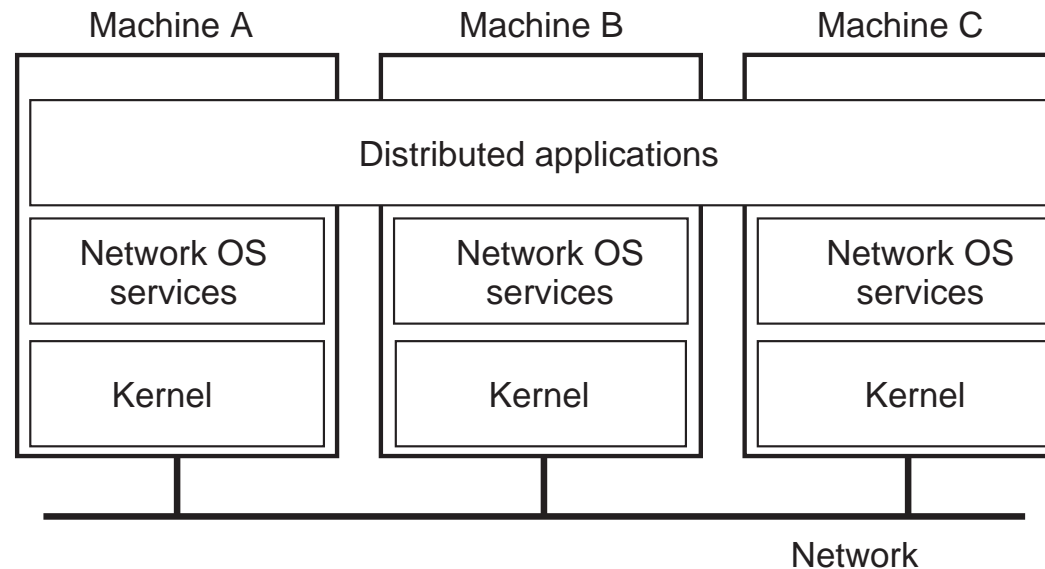 Machine A
Machine B
Machine C
Distributed applications
Network OS
services
Network OS
services
Network OS
services
Kernel
Kernel
Kernel
Network